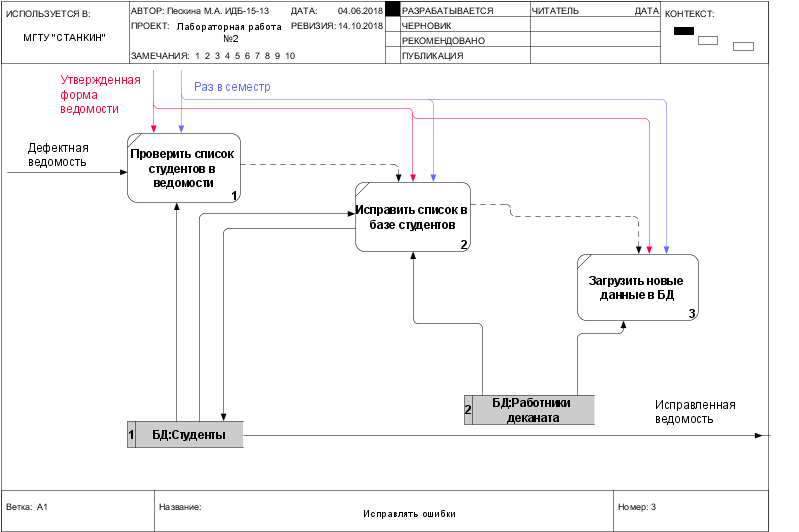 ИСПОЛЬЗУЕТСЯ В:
МГТУ "СТАНКИН"
АВТОР: Пескина М.А. ИДБ-15-13
ДАТА: 04.06.2018
ПРОЕКТ: Лабораторная работа
№2
РЕВИЗИЯ: 14.10.2018
ЗАМЕЧАНИЯ: 1 2 3 4 5 6 7 8 9 10
РАЗРАБАТЫВАЕТСЯ
ЧЕРНОВИК
РЕКОМЕНДОВАНО
ПУБЛИКАЦИЯ
ЧИТАТЕЛЬ
ДАТА
КОНТЕКСТ:
Утвержденная
форма
ведомости
Раз в семестр
Дефектная
ведомость
Проверить список
студентов в
ведомости
1
Исправить список в
базе студентов
2
Загрузить новые
данные в БД
3
2
БД:Работники
деканата
1
БД:Студенты
Исправленная
ведомость
Ветка: A1
Название:
Исправлять ошибки
Номер: 3